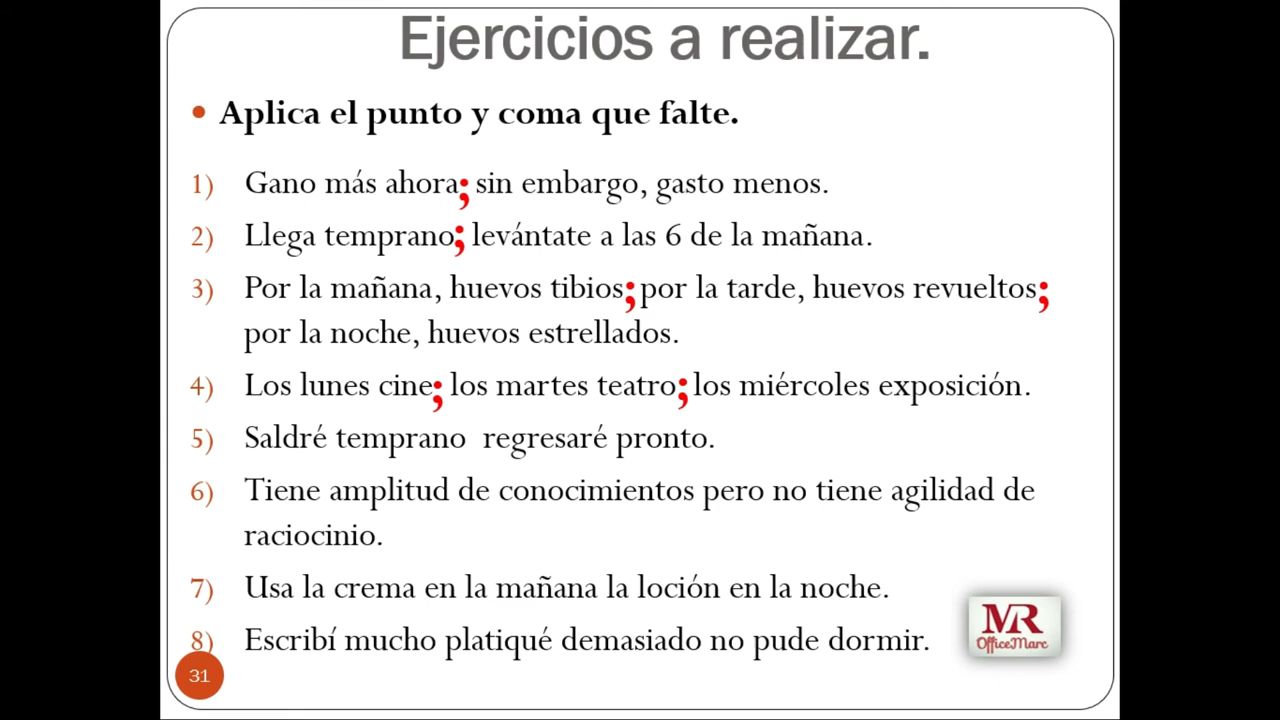 Ejercicios a realizar.
• Aplica el punto y coma que falte.
1) Gano más ahora; sin embargo, gasto menos.
2) Llega temprano; levántate a las 6 de la mañana.
3) Por la mañana, huevos tibios; por la tarde, huevos revueltos;
por la noche, huevos estrellados.
4) Los lunes cine; los martes teatro; los miércoles exposición.
5) Saldré temprano  regresaré pronto.
6) Tiene amplitud de conocimientos pero no tiene agilidad de
raciocinio.
7) Usa la crema en la mañana la loción en la noche.
8) Escribí mucho platiqué demasiado no pude dormir.
MR
OfficeMarc
31